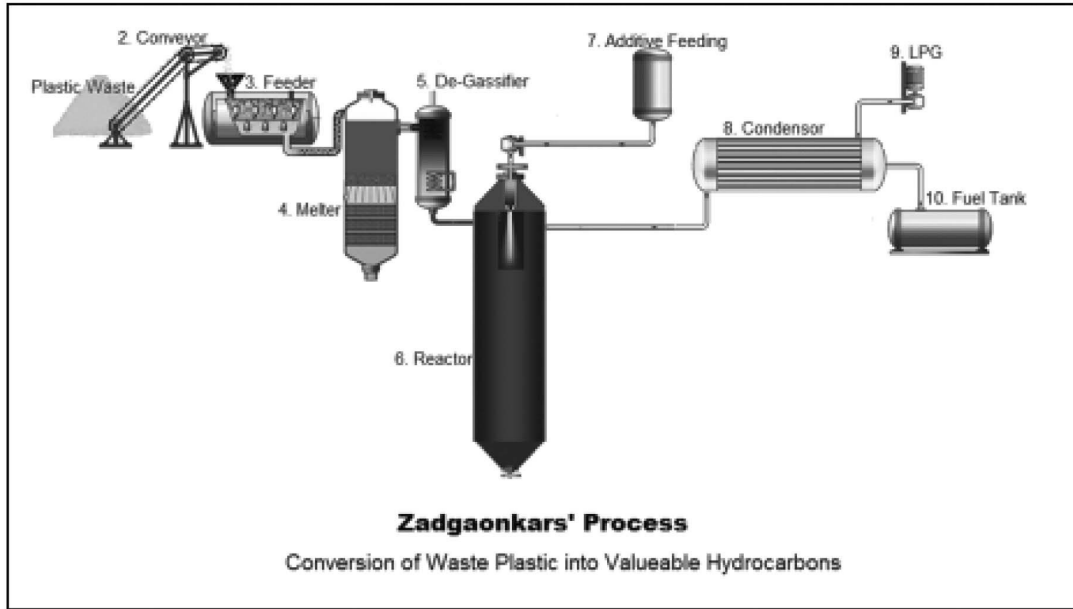 2. Conveyor
Plastic Waste
3. Feeder
4. Melter
5. De-Gassifier
6. Reactor
7. Additive Feeding
8. Condensor
9. LPG
10. Fuel Tank
Zadgaonkars' Process
Conversion of Waste Plastic into Valueable Hydrocarbons